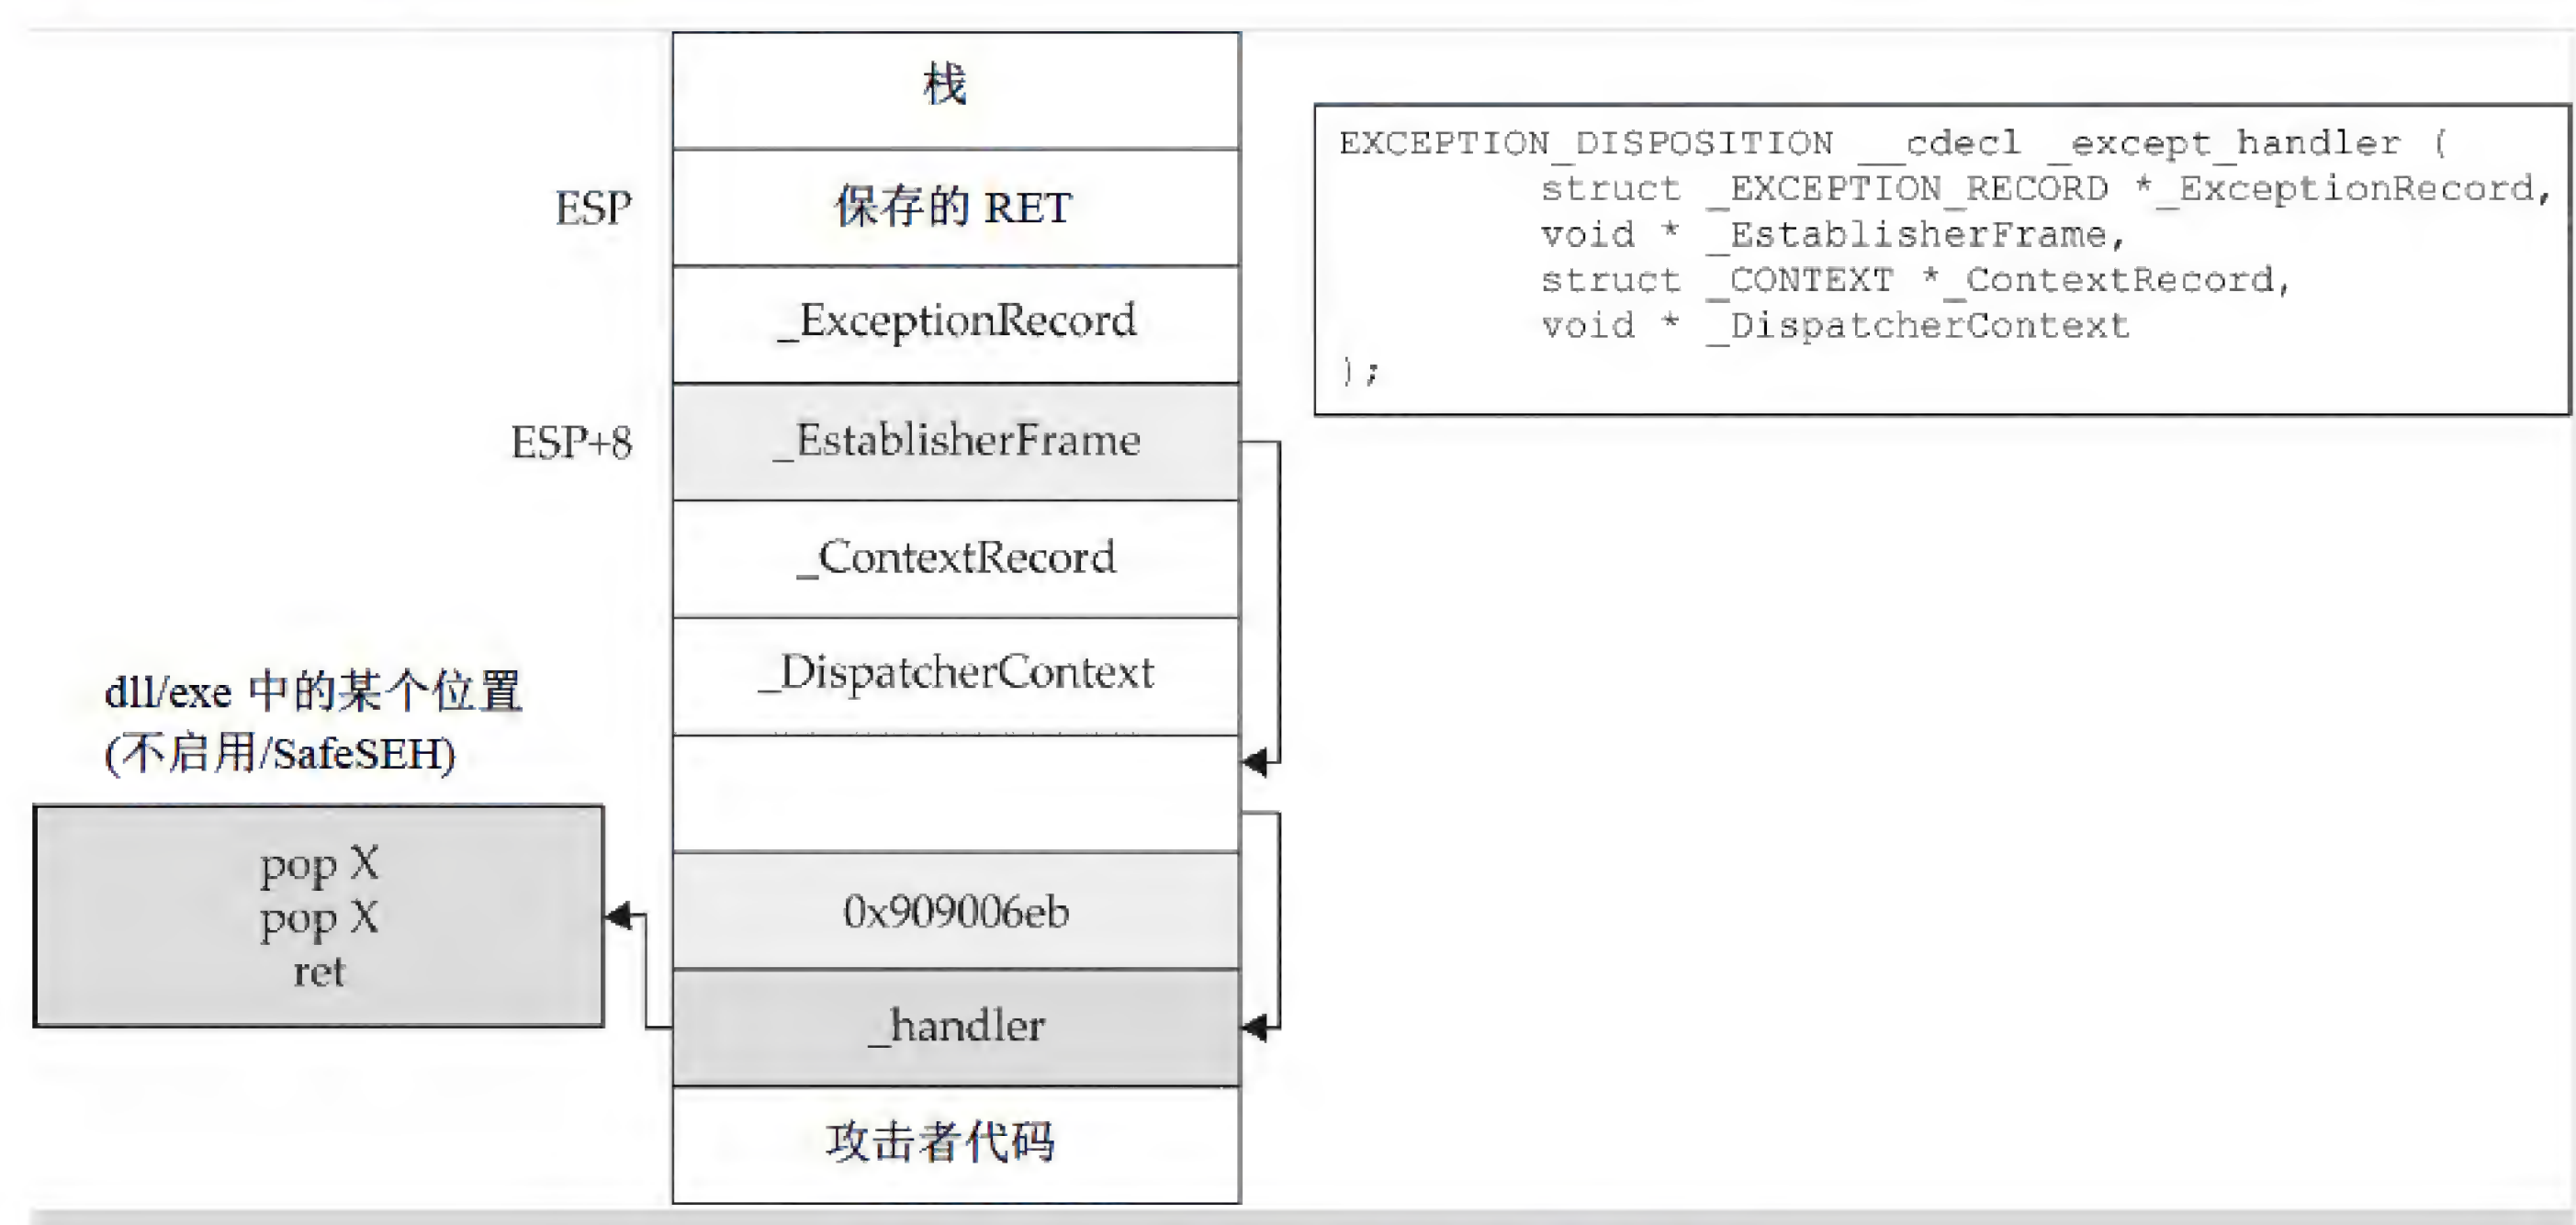 栈
EXCEPTION_DISPOSITION __cdecl _except_handler (
struct _EXCEPTION_RECORD *_ExceptionRecord,
void * _EstablisherFrame,
struct _CONTEXT *_ContextRecord,
void * _DispatcherContext
);
ESP
保存的 RET
_ExceptionRecord
ESP+8
_EstablisherFrame
_ContextRecord
_DispatcherContext
dll/exe 中的某个位置
(不启用/SafeSEH)
pop X
pop X
ret
0x909006eb
_handler
攻击者代码